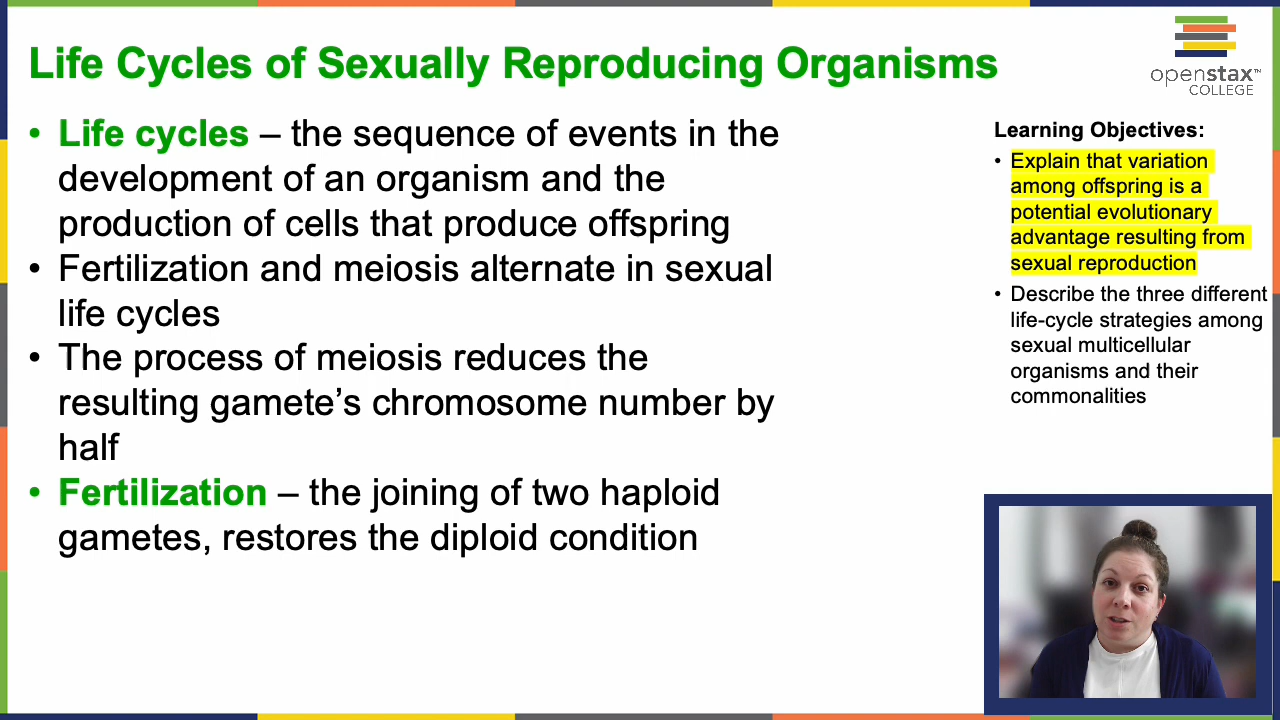 Life Cycles of Sexually Reproducing Organisms
openstax™
COLLEGE
• Life cycles – the sequence of events in the
development of an organism and the
production of cells that produce offspring
• Fertilization and meiosis alternate in sexual
life cycles
• The process of meiosis reduces the
resulting gamete’s chromosome number by
half
• Fertilization – the joining of two haploid
gametes, restores the diploid condition
Learning Objectives:
• Explain that variation
among offspring is a
potential evolutionary
advantage resulting from
sexual reproduction
• Describe the three different
life-cycle strategies among
sexual multicellular
organisms and their
commonalities